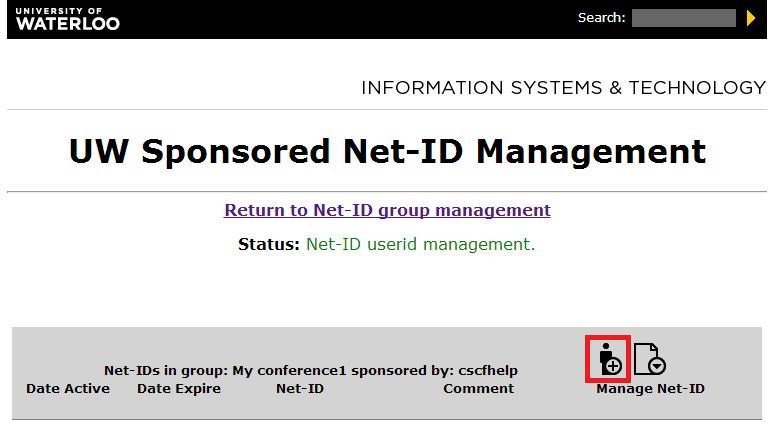 UNIVERSITY OF
WATERLOO
Search:
INFORMATION SYSTEMS & TECHNOLOGY
UW Sponsored Net-ID Management
Return to Net-ID group management
Status: Net-ID userid management.
Net-IDs in group: My conference1 sponsored by: cscfhelp
Date Active Date Expire Net-ID Comment Manage Net-ID